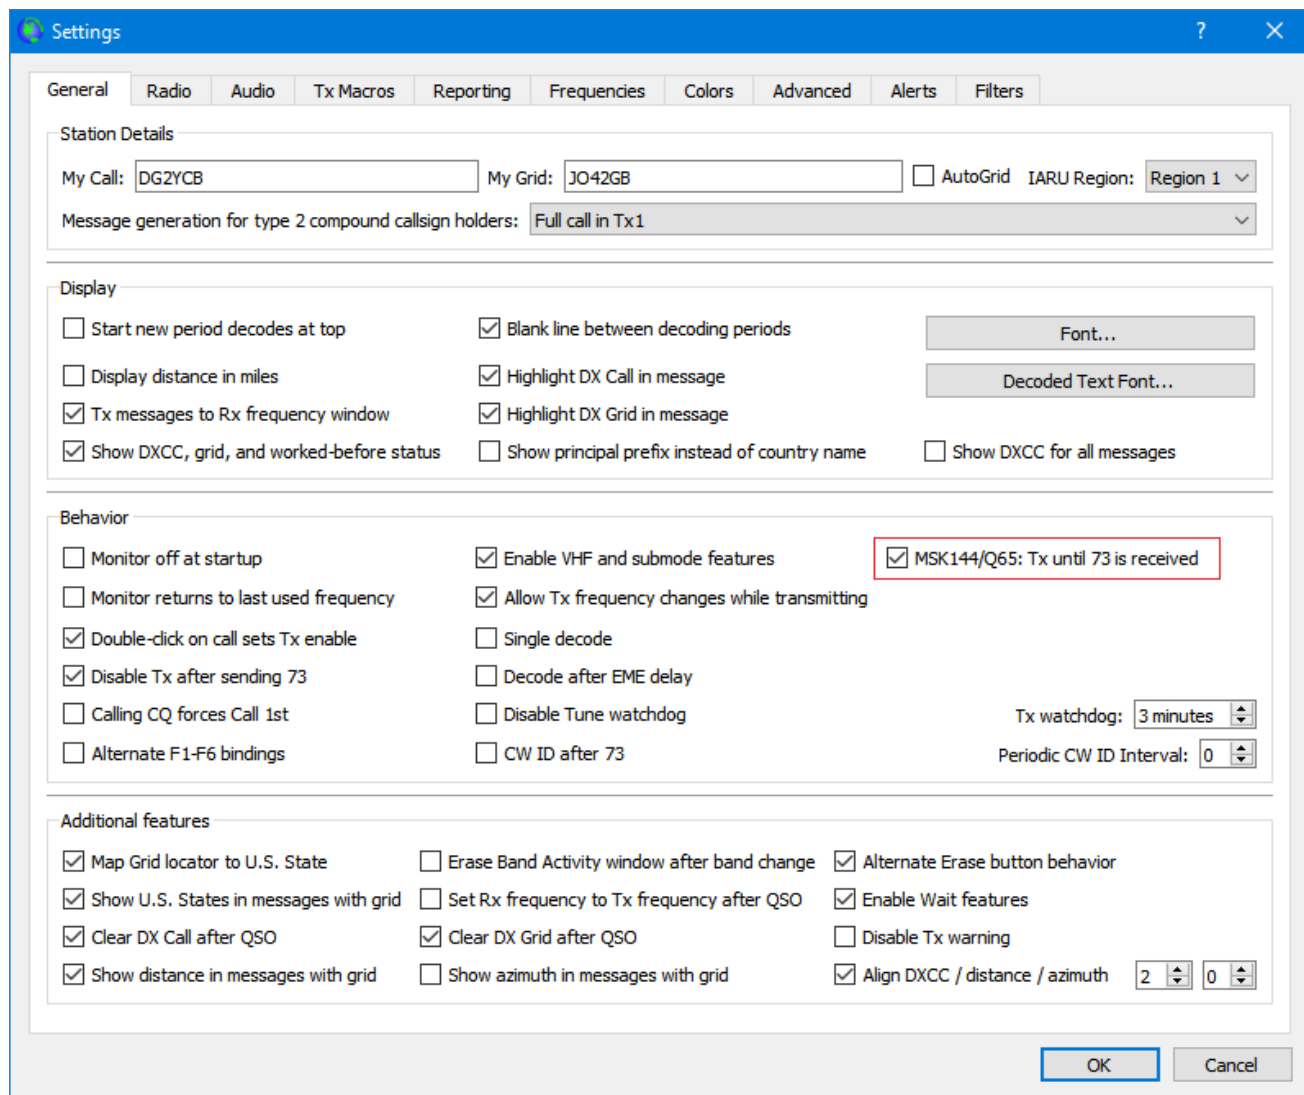 Settings ?
General Radio Audio Tx Macros Reporting Frequencies Colors Advanced Alerts Filters
Station Details
My Call: DG2YCB My Grid: JO42GB AutoGrid IARU Region: Region 1
Message generation for type 2 compound callsign holders: Full call in Tx1
Display
Start new period decodes at top Blank line between decoding periods Font...
Display distance in miles Highlight DX Call in message Decoded Text Font...
Tx messages to Rx frequency window Highlight DX Grid in message
Show DXCC, grid, and worked-before status Show principal prefix instead of country name Show DXCC for all messages
Behavior
Monitor off at startup Enable VHF and submode features MSK144/Q65: Tx until 73 is received
Monitor returns to last used frequency Allow Tx frequency changes while transmitting
Double-click on call sets Tx enable Single decode
Disable Tx after sending 73 Decode after EME delay
Calling CQ forces Call 1st Disable Tune watchdog Tx watchdog: 3 minutes
Alternate F1-F6 bindings CW ID after 73 Periodic CW ID Interval: 0
Additional features
Map Grid locator to U.S. State Erase Band Activity window after band change Alternate Erase button behavior
Show U.S. States in messages with grid Set Rx frequency to Tx frequency after QSO Enable Wait features
Clear DX Call after QSO Clear DX Grid after QSO Disable Tx warning
Show distance in messages with grid Show azimuth in messages with grid Align DXCC / distance / azimuth 2 0
OK Cancel